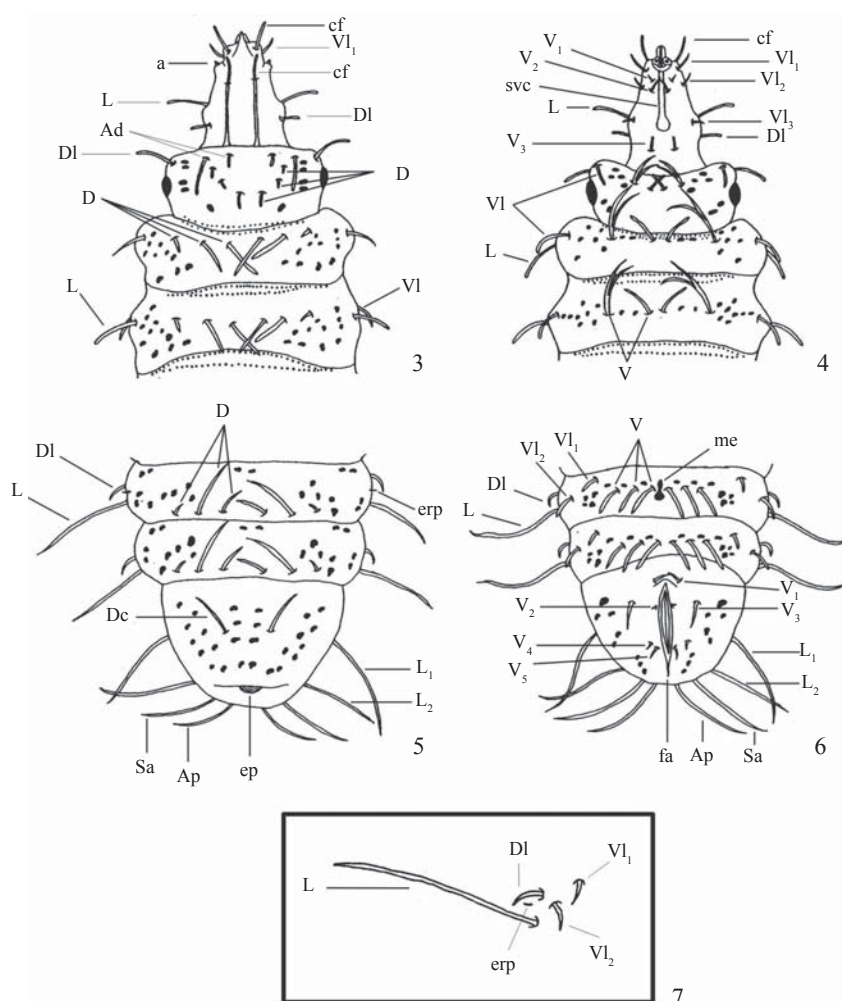 cf
Vl1
a
cf
L
Dl
Ad
Dl
D
D
L
Vl
3
cf
V1
V2
Vl1
Vl2
svc
L
Vl3
Dl
V3
Vl
L
V
4
D
Dl
L
erp
Dc
L1
L2
Sa
Ap
ep
5
V
me
Vl1
Vl2
Dl
L
V1
V2
V3
V4
V5
L1
L2
fa
Ap
Sa
6
Dl
Vl1
L
erp
Vl2
7